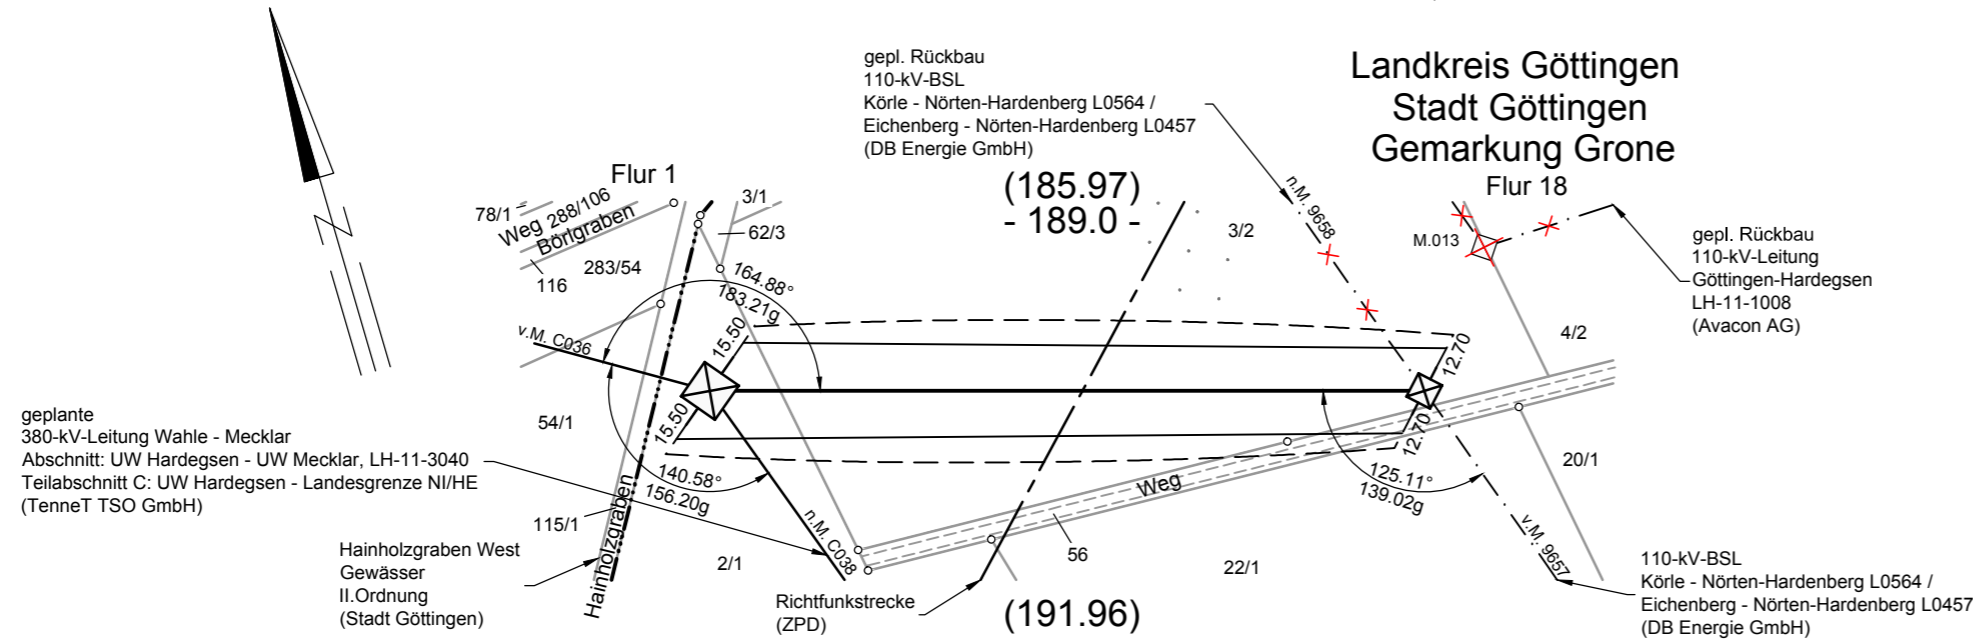 gepl. Rückbau
110-kV-BSL
Körle - Nörten-Hardenberg L0564 /
Eichenberg - Nörten-Hardenberg L0457
(DB Energie GmbH)
Landkreis Göttingen
Stadt Göttingen
Gemarkung Grone
Flur 18
Flur 1
(185.97)
- 189.0 -
78/1
Weg 288/106
Börlgraben
116
283/54
3/1
62/3
3/2
n.M. 9658
M.013
gepl. Rückbau
110-kV-Leitung
Göttingen-Hardegsen
LH-11-1008
(Avacon AG)
4/2
164.88°
183.21g
v.M. C036
15.50
12.70
geplante
380-kV-Leitung Wahle - Mecklar
Abschnitt: UW Hardegsen - UW Mecklar, LH-11-3040
Teilabschnitt C: UW Hardegsen - Landesgrenze NI/HE
(TenneT TSO GmbH)
54/1
15.50
12.70
140.58°
156.20g
125.11°
139.02g
20/1
Weg
115/1
Hainholzgraben
n.M. C038
v.M. 9657
Hainholzgraben West
Gewässer
II.Ordnung
(Stadt Göttingen)
2/1
56
22/1
Richtfunkstrecke
(ZPD)
(191.96)
110-kV-BSL
Körle - Nörten-Hardenberg L0564 /
Eichenberg - Nörten-Hardenberg L0457
(DB Energie GmbH)